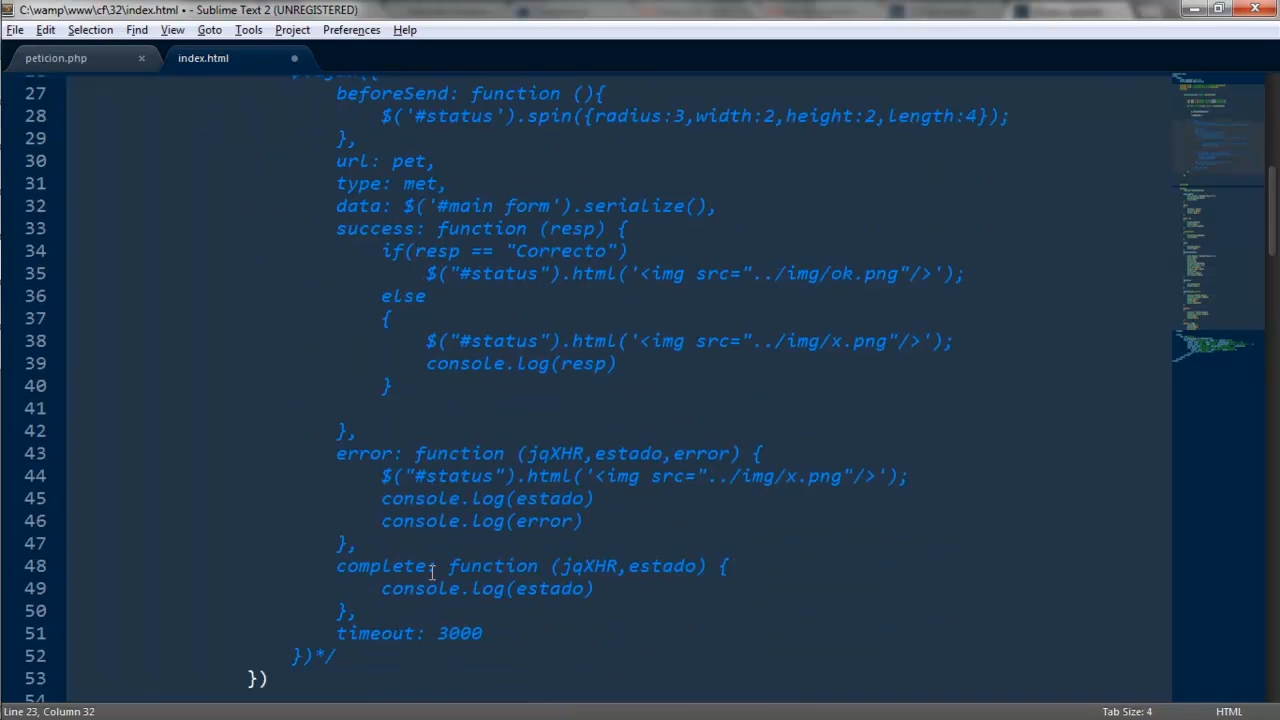 C:\wamp\www\cf\32\index.html • - Sublime Text 2 (UNREGISTERED)
File Edit Selection Find View Goto Tools Project Preferences Help
peticion.php × index.html
27 beforeSend: function (){
28 $('#status').spin({radius:3,width:2,height:2,length:4});
29 },
30 url: pet,
31 type: met,
32 data: $('#main form').serialize(),
33 success: function (resp) {
34 if(resp == "Correcto")
35 $("#status").html('<img src="../img/ok.png"/>');
36 else
37 {
38 $("#status").html('<img src="../img/x.png"/>');
39 console.log(resp)
40 }
41
42 },
43 error: function (jqXHR,estado,error) {
44 $("#status").html('<img src="../img/x.png"/>');
45 console.log(estado)
46 console.log(error)
47 },
48 complete: function (jqXHR,estado) {
49 console.log(estado)
50 },
51 timeout: 3000
52 })*/
53 })
54
Line 23, Column 32 Tab Size: 4 HTML